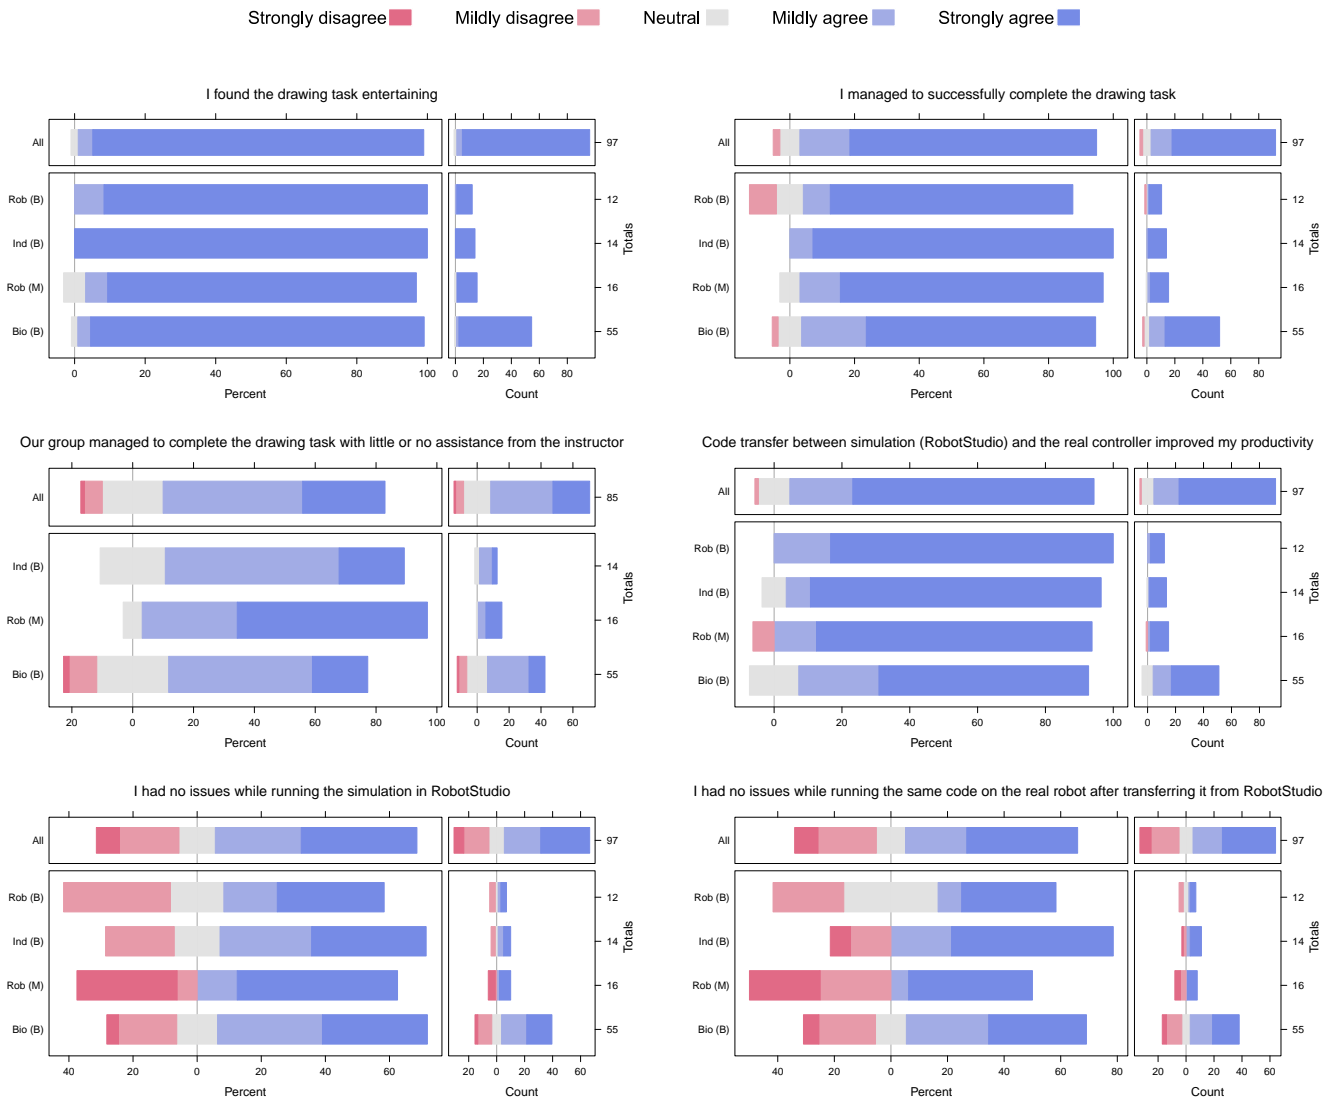 Strongly disagree Mildly disagree Neutral Mildly agree Strongly agree
I found the drawing task entertaining
All
97
Rob (B)
12
Ind (B)
14
Rob (M)
16
Bio (B)
55
Totals
0 20 40 60 80 100
0 20 40 60 80
Percent
Count
I managed to successfully complete the drawing task
All
97
Rob (B)
12
Ind (B)
14
Rob (M)
16
Bio (B)
55
Totals
0 20 40 60 80 100
0 20 40 60 80
Percent
Count
Our group managed to complete the drawing task with little or no assistance from the instructor
All
85
Ind (B)
14
Rob (M)
16
Bio (B)
55
Totals
20 0 20 40 60 80 100
0 20 40 60
Percent
Count
Code transfer between simulation (RobotStudio) and the real controller improved my productivity
All
97
Rob (B)
12
Ind (B)
14
Rob (M)
16
Bio (B)
55
Totals
0 20 40 60 80 100
0 20 40 60 80
Percent
Count
I had no issues while running the simulation in RobotStudio
All
97
Rob (B)
12
Ind (B)
14
Rob (M)
16
Bio (B)
55
Totals
40 20 0 20 40 60
20 0 20 40 60
Percent
Count
I had no issues while running the same code on the real robot after transferring it from RobotStudio
All
97
Rob (B)
12
Ind (B)
14
Rob (M)
16
Bio (B)
55
Totals
40 20 0 20 40 60 80
20 0 20 40 60
Percent
Count